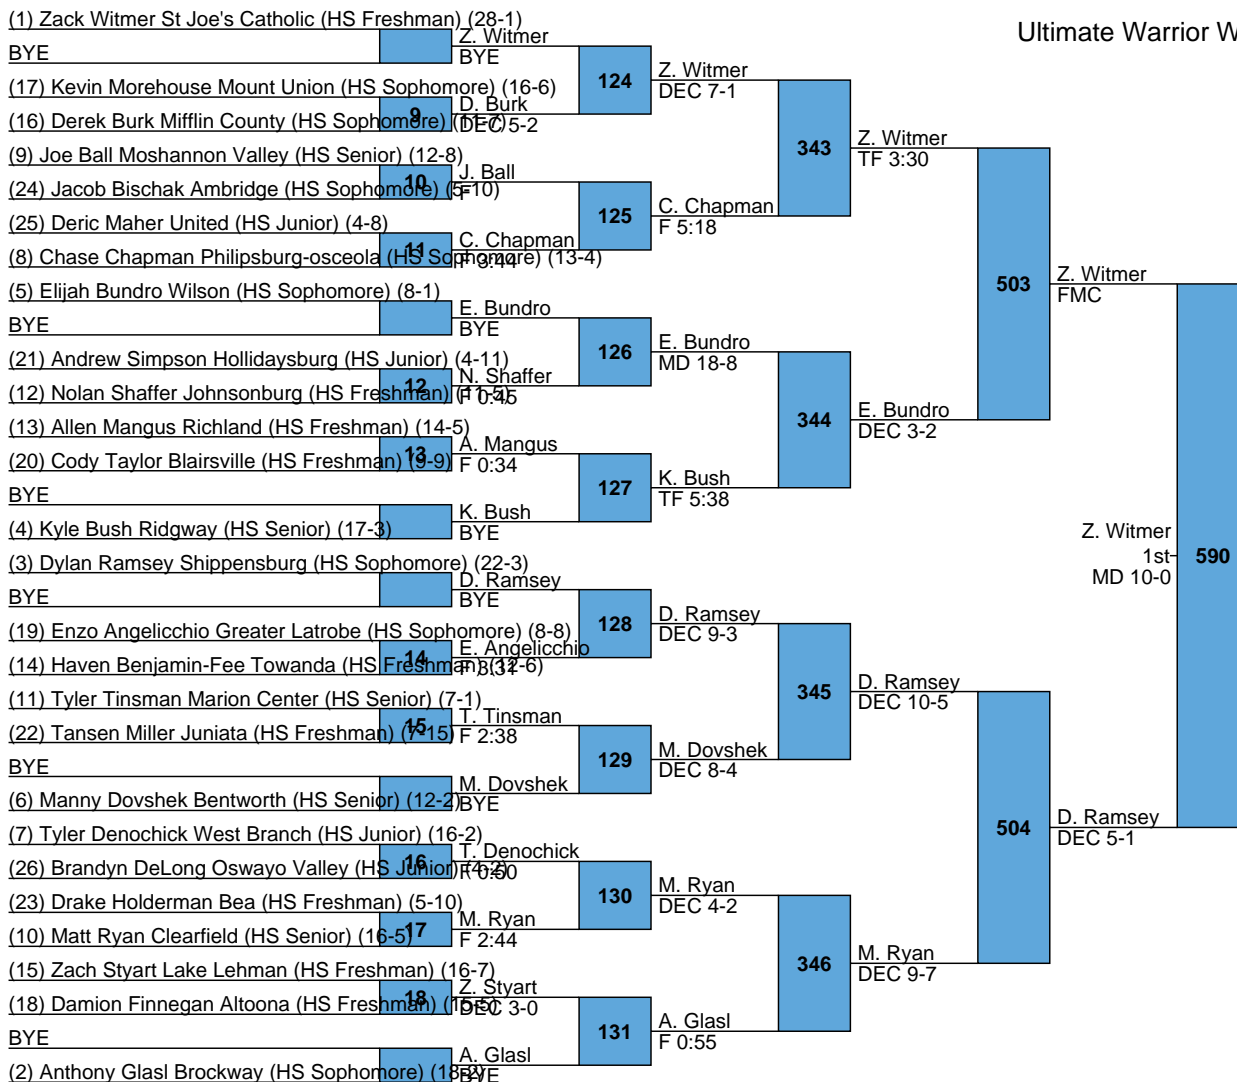 Ultimate Warrior W
(1) Zack Witmer St Joe's Catholic (HS Freshman) (28-1)
BYE
(17) Kevin Morehouse Mount Union (HS Sophomore) (16-6)
(16) Derek Burk Mifflin County (HS Sophomore) (11-7)
(9) Joe Ball Moshannon Valley (HS Senior) (12-8)
(24) Jacob Bischak Ambridge (HS Sophomore) (5-10)
(25) Deric Maher United (HS Junior) (4-8)
(8) Chase Chapman Philipsburg-osceola (HS Sophomore) (13-4)
(5) Elijah Bundro Wilson (HS Sophomore) (8-1)
BYE
(21) Andrew Simpson Hollidaysburg (HS Junior) (4-11)
(12) Nolan Shaffer Johnsonburg (HS Freshman) (11-5)
(13) Allen Mangus Richland (HS Freshman) (14-5)
(20) Cody Taylor Blairsville (HS Freshman) (9-9)
BYE
(4) Kyle Bush Ridgway (HS Senior) (17-3)
(3) Dylan Ramsey Shippensburg (HS Sophomore) (22-3)
BYE
(19) Enzo Angelicchio Greater Latrobe (HS Sophomore) (8-8)
(14) Haven Benjamin-Fee Towanda (HS Freshman) (12-6)
(11) Tyler Tinsman Marion Center (HS Senior) (7-1)
(22) Tansen Miller Juniata (HS Freshman) (7-15)
BYE
(6) Manny Dovshek Bentworth (HS Senior) (12-2)
(7) Tyler Denochick West Branch (HS Junior) (16-2)
(26) Brandyn DeLong Oswayo Valley (HS Junior) (4-2)
(23) Drake Holderman Bea (HS Freshman) (5-10)
(10) Matt Ryan Clearfield (HS Senior) (16-5)
(15) Zach Styart Lake Lehman (HS Freshman) (16-7)
(18) Damion Finnegan Altoona (HS Freshman) (15-5)
BYE
(2) Anthony Glasl Brockway (HS Sophomore) (18-2)
Z. Witmer
BYE
9
D. Burk
DEC 5-2
10
J. Ball
F
11
C. Chapman
F 3:44
E. Bundro
BYE
12
N. Shaffer
F 0:45
13
A. Mangus
F 0:34
K. Bush
BYE
D. Ramsey
BYE
14
E. Angelicchio
F 3:31
15
T. Tinsman
F 2:38
M. Dovshek
BYE
16
T. Denochick
F 0:50
17
M. Ryan
F 2:44
18
Z. Styart
DEC 3-0
A. Glasl
BYE
124
Z. Witmer
DEC 7-1
125
C. Chapman
F 5:18
126
E. Bundro
MD 18-8
127
K. Bush
TF 5:38
128
D. Ramsey
DEC 9-3
129
M. Dovshek
DEC 8-4
130
M. Ryan
DEC 4-2
131
A. Glasl
F 0:55
343
Z. Witmer
TF 3:30
344
E. Bundro
DEC 3-2
345
D. Ramsey
DEC 10-5
346
M. Ryan
DEC 9-7
503
Z. Witmer
FMC
504
D. Ramsey
DEC 5-1
Z. Witmer
1st
MD 10-0
590